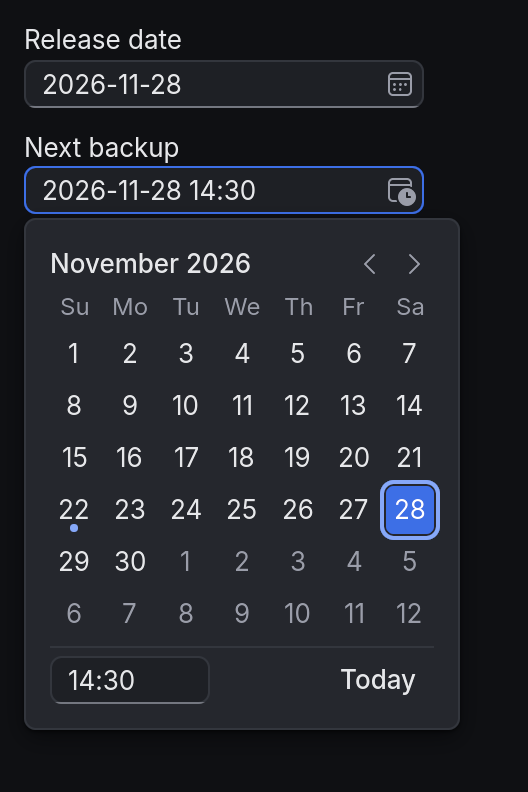 Release date
2026-11-28
Next backup
2026-11-28 14:30
November 2026
Su Mo Tu We Th Fr Sa
1 2 3 4 5 6 7
8 9 10 11 12 13 14
15 16 17 18 19 20 21
22 23 24 25 26 27 28
29 30 1 2 3 4 5
6 7 8 9 10 11 12
14:30 Today